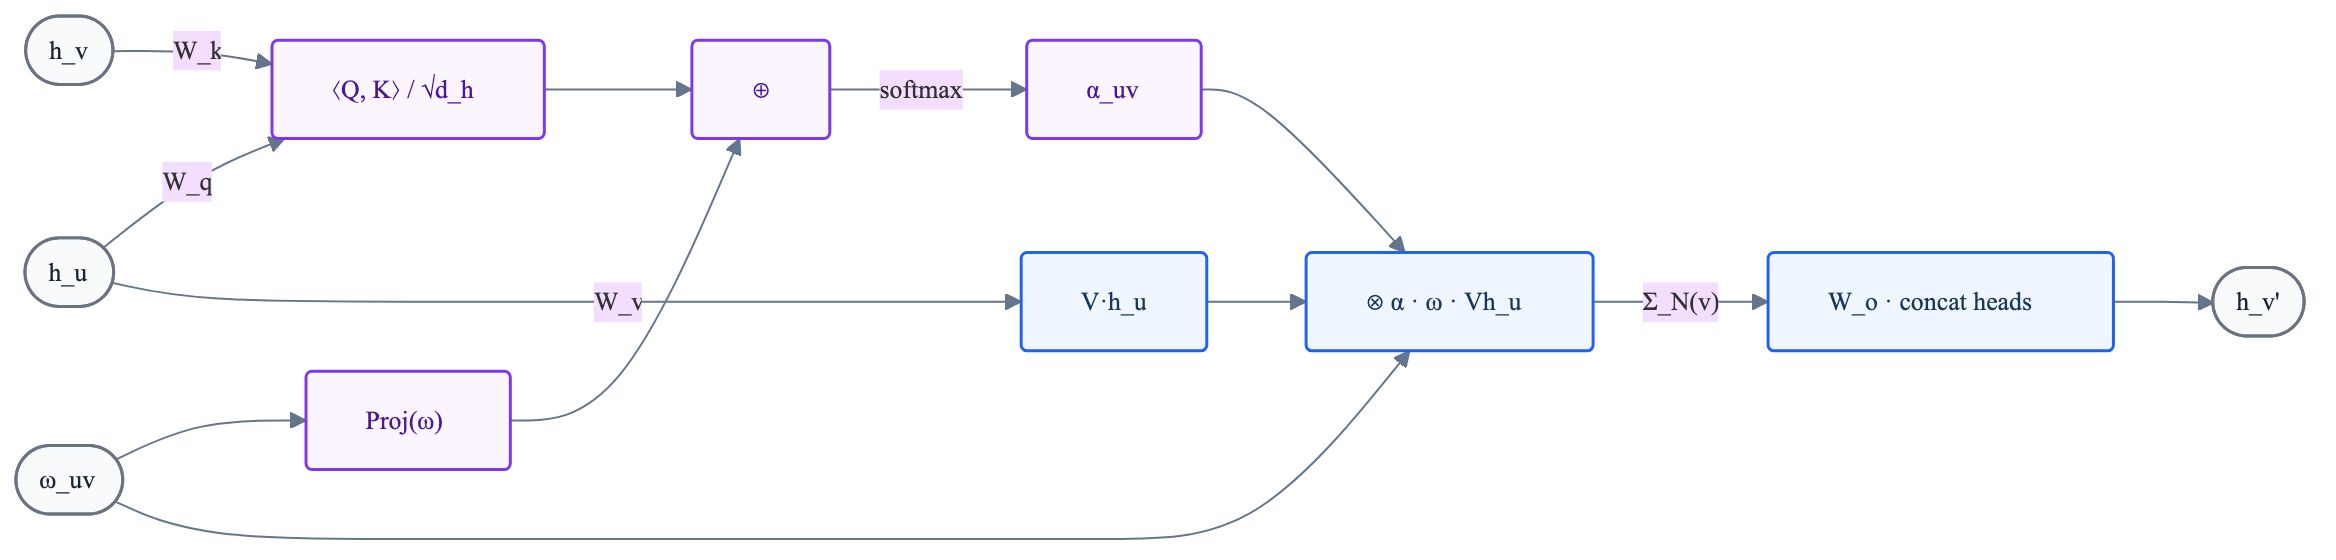 h_v
W_k
⟨Q, K⟩ / √d_h
⊕
softmax
α_uv
W_q
h_u
W_v
V·h_u
⊗ α · ω · Vh_u
Σ_N(v)
W_o · concat heads
h_v'
Proj(ω)
ω_uv